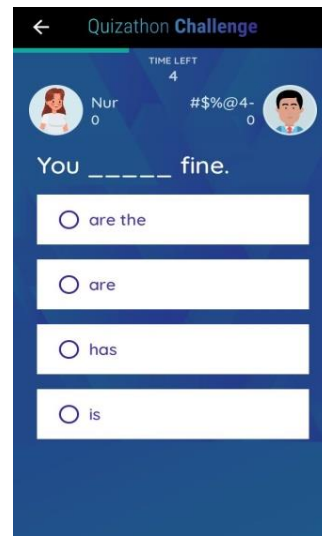 Quizathon Challenge
TIME LEFT
4
Nur
0
#$%@4-
0
You _____ fine.
are the
are
has
is